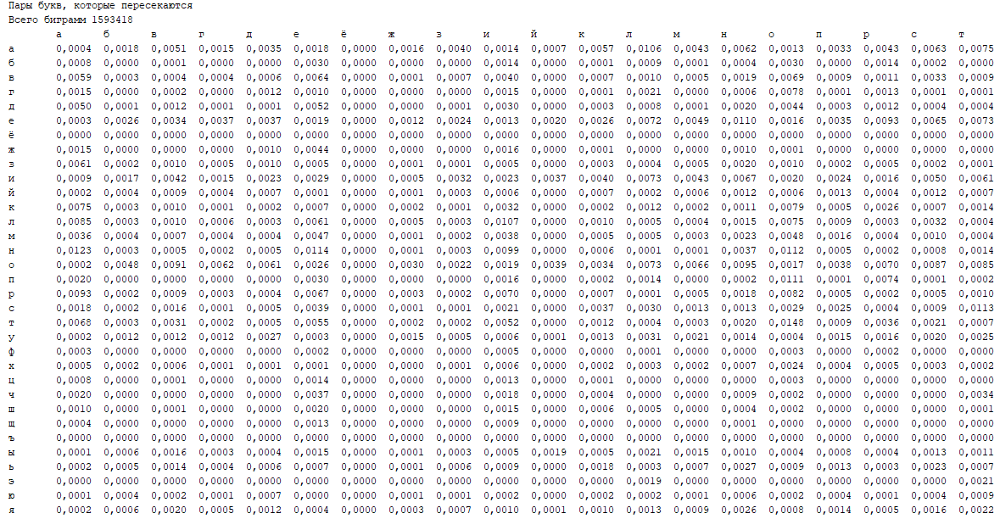 Пары букв, которые пересекаются
Всего биграмм 1593418
а б в г д е ё ж з и й к л м н о п р с т
а 0,0004 0,0018 0,0051 0,0015 0,0035 0,0018 0,0000 0,0016 0,0040 0,0014 0,0007 0,0057 0,0106 0,0043 0,0062 0,0013 0,0033 0,0043 0,0063 0,0075
б 0,0008 0,0000 0,0001 0,0000 0,0000 0,0030 0,0000 0,0000 0,0000 0,0014 0,0000 0,0001 0,0009 0,0001 0,0004 0,0030 0,0000 0,0014 0,0002 0,0000
в 0,0059 0,0003 0,0004 0,0004 0,0006 0,0064 0,0000 0,0001 0,0007 0,0040 0,0000 0,0007 0,0010 0,0005 0,0019 0,0069 0,0009 0,0011 0,0033 0,0009
г 0,0015 0,0000 0,0002 0,0000 0,0012 0,0010 0,0000 0,0000 0,0000 0,0015 0,0000 0,0001 0,0021 0,0000 0,0006 0,0078 0,0001 0,0013 0,0001 0,0001
д 0,0050 0,0001 0,0012 0,0001 0,0001 0,0052 0,0000 0,0000 0,0001 0,0030 0,0000 0,0003 0,0008 0,0001 0,0020 0,0044 0,0003 0,0012 0,0004 0,0004
е 0,0003 0,0026 0,0034 0,0037 0,0037 0,0019 0,0000 0,0012 0,0024 0,0013 0,0020 0,0026 0,0072 0,0049 0,0110 0,0016 0,0035 0,0093 0,0065 0,0073
ё 0,0000 0,0000 0,0000 0,0000 0,0000 0,0000 0,0000 0,0000 0,0000 0,0000 0,0000 0,0000 0,0000 0,0000 0,0000 0,0000 0,0000 0,0000 0,0000 0,0000
ж 0,0015 0,0000 0,0000 0,0000 0,0010 0,0044 0,0000 0,0000 0,0000 0,0016 0,0000 0,0001 0,0000 0,0000 0,0010 0,0001 0,0000 0,0000 0,0000 0,0000
з 0,0061 0,0002 0,0010 0,0005 0,0010 0,0005 0,0000 0,0001 0,0001 0,0005 0,0000 0,0003 0,0004 0,0005 0,0020 0,0010 0,0002 0,0005 0,0002 0,0001
и 0,0009 0,0017 0,0042 0,0015 0,0023 0,0029 0,0000 0,0005 0,0032 0,0023 0,0037 0,0040 0,0073 0,0043 0,0067 0,0020 0,0024 0,0016 0,0050 0,0061
й 0,0002 0,0004 0,0009 0,0004 0,0007 0,0001 0,0000 0,0001 0,0003 0,0006 0,0000 0,0007 0,0002 0,0006 0,0012 0,0006 0,0013 0,0004 0,0012 0,0007
к 0,0075 0,0003 0,0010 0,0001 0,0002 0,0007 0,0000 0,0002 0,0001 0,0032 0,0000 0,0002 0,0012 0,0002 0,0011 0,0079 0,0005 0,0026 0,0007 0,0014
л 0,0085 0,0003 0,0010 0,0006 0,0003 0,0061 0,0000 0,0005 0,0003 0,0107 0,0000 0,0010 0,0005 0,0004 0,0015 0,0075 0,0009 0,0003 0,0032 0,0004
м 0,0036 0,0004 0,0007 0,0004 0,0004 0,0047 0,0000 0,0001 0,0002 0,0038 0,0000 0,0005 0,0005 0,0004 0,0023 0,0048 0,0016 0,0004 0,0010 0,0004
н 0,0123 0,0003 0,0005 0,0002 0,0005 0,0114 0,0000 0,0001 0,0003 0,0099 0,0000 0,0006 0,0001 0,0001 0,0037 0,0112 0,0005 0,0002 0,0008 0,0014
о 0,0002 0,0048 0,0091 0,0062 0,0061 0,0026 0,0000 0,0030 0,0022 0,0019 0,0039 0,0034 0,0073 0,0066 0,0095 0,0017 0,0038 0,0070 0,0087 0,0085
п 0,0020 0,0000 0,0000 0,0000 0,0000 0,0030 0,0000 0,0000 0,0000 0,0016 0,0000 0,0002 0,0014 0,0000 0,0002 0,0111 0,0001 0,0074 0,0001 0,0002
р 0,0093 0,0002 0,0009 0,0003 0,0004 0,0067 0,0000 0,0003 0,0002 0,0070 0,0000 0,0007 0,0001 0,0005 0,0018 0,0082 0,0005 0,0002 0,0005 0,0010
с 0,0018 0,0002 0,0016 0,0001 0,0005 0,0039 0,0000 0,0001 0,0001 0,0021 0,0000 0,0037 0,0030 0,0013 0,0013 0,0029 0,0025 0,0004 0,0009 0,0113
т 0,0068 0,0003 0,0031 0,0002 0,0005 0,0055 0,0000 0,0002 0,0002 0,0052 0,0000 0,0012 0,0004 0,0003 0,0020 0,0148 0,0009 0,0036 0,0021 0,0007
у 0,0002 0,0012 0,0012 0,0012 0,0027 0,0003 0,0000 0,0015 0,0005 0,0006 0,0001 0,0013 0,0031 0,0021 0,0014 0,0004 0,0015 0,0016 0,0020 0,0025
ф 0,0003 0,0000 0,0000 0,0000 0,0000 0,0002 0,0000 0,0000 0,0000 0,0005 0,0000 0,0000 0,0001 0,0000 0,0000 0,0003 0,0000 0,0002 0,0000 0,0000
х 0,0005 0,0002 0,0006 0,0001 0,0001 0,0001 0,0000 0,0000 0,0001 0,0006 0,0000 0,0002 0,0003 0,0002 0,0007 0,0024 0,0004 0,0005 0,0003 0,0002
ц 0,0008 0,0000 0,0001 0,0000 0,0000 0,0014 0,0000 0,0000 0,0000 0,0013 0,0000 0,0001 0,0000 0,0000 0,0000 0,0003 0,0000 0,0000 0,0000 0,0000
ч 0,0020 0,0000 0,0000 0,0000 0,0000 0,0037 0,0000 0,0000 0,0000 0,0018 0,0000 0,0004 0,0000 0,0000 0,0009 0,0002 0,0000 0,0000 0,0000 0,0034
ш 0,0010 0,0000 0,0001 0,0000 0,0000 0,0020 0,0000 0,0000 0,0000 0,0015 0,0000 0,0006 0,0005 0,0000 0,0004 0,0002 0,0000 0,0000 0,0000 0,0001
щ 0,0004 0,0000 0,0000 0,0000 0,0000 0,0013 0,0000 0,0000 0,0000 0,0009 0,0000 0,0000 0,0000 0,0000 0,0001 0,0000 0,0000 0,0000 0,0000 0,0000
ъ 0,0000 0,0000 0,0000 0,0000 0,0000 0,0000 0,0000 0,0000 0,0000 0,0000 0,0000 0,0000 0,0000 0,0000 0,0000 0,0000 0,0000 0,0000 0,0000 0,0000
ы 0,0001 0,0006 0,0016 0,0003 0,0004 0,0015 0,0000 0,0001 0,0003 0,0005 0,0019 0,0005 0,0021 0,0015 0,0010 0,0004 0,0008 0,0004 0,0013 0,0011
ь 0,0002 0,0005 0,0014 0,0004 0,0006 0,0007 0,0000 0,0001 0,0006 0,0009 0,0000 0,0018 0,0003 0,0007 0,0027 0,0009 0,0013 0,0003 0,0023 0,0007
э 0,0000 0,0000 0,0000 0,0000 0,0000 0,0000 0,0000 0,0000 0,0000 0,0000 0,0000 0,0000 0,0019 0,0000 0,0000 0,0000 0,0000 0,0000 0,0000 0,0021
ю 0,0001 0,0004 0,0002 0,0001 0,0007 0,0000 0,0000 0,0001 0,0001 0,0002 0,0000 0,0002 0,0002 0,0001 0,0006 0,0002 0,0004 0,0001 0,0004 0,0009
я 0,0002 0,0006 0,0020 0,0005 0,0012 0,0004 0,0000 0,0003 0,0007 0,0010 0,0001 0,0010 0,0013 0,0009 0,0026 0,0008 0,0014 0,0005 0,0016 0,0022